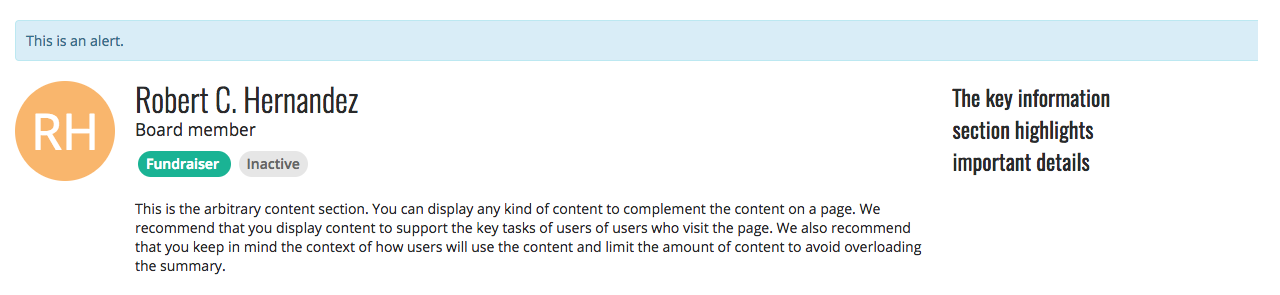 This is an alert.
RH
Robert C. Hernandez
Board member
Fundraiser Inactive
This is the arbitrary content section. You can display any kind of content to complement the content on a page. We
recommend that you display content to support the key tasks of users of users who visit the page. We also recommend
that you keep in mind the context of how users will use the content and limit the amount of content to avoid overloading
the summary.
The key information
section highlights
important details